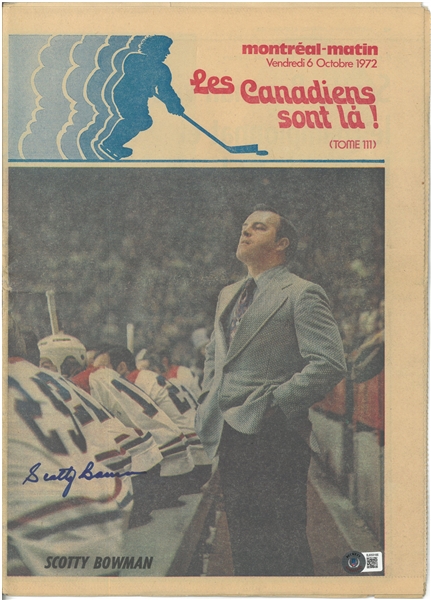 montréal-matin
Vendredi 6 Octobre 1972
Les Canadiens
sont là !
(TOME 111)
Scotty Bowman
SCOTTY BOWMAN